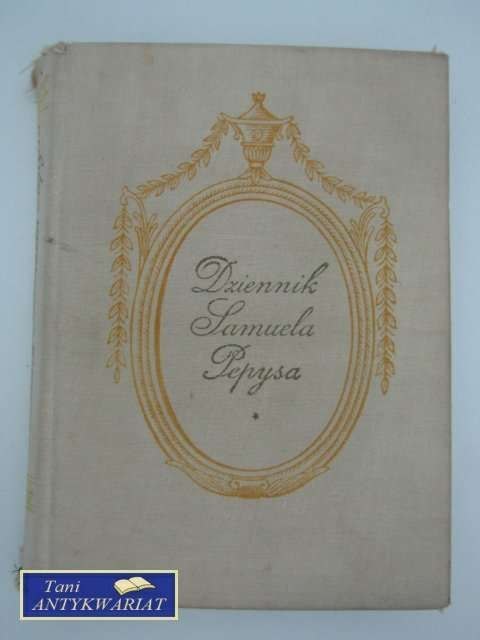 Dziennik
Samuela
Pepysa
*
Tani
ANTYKWARIAT